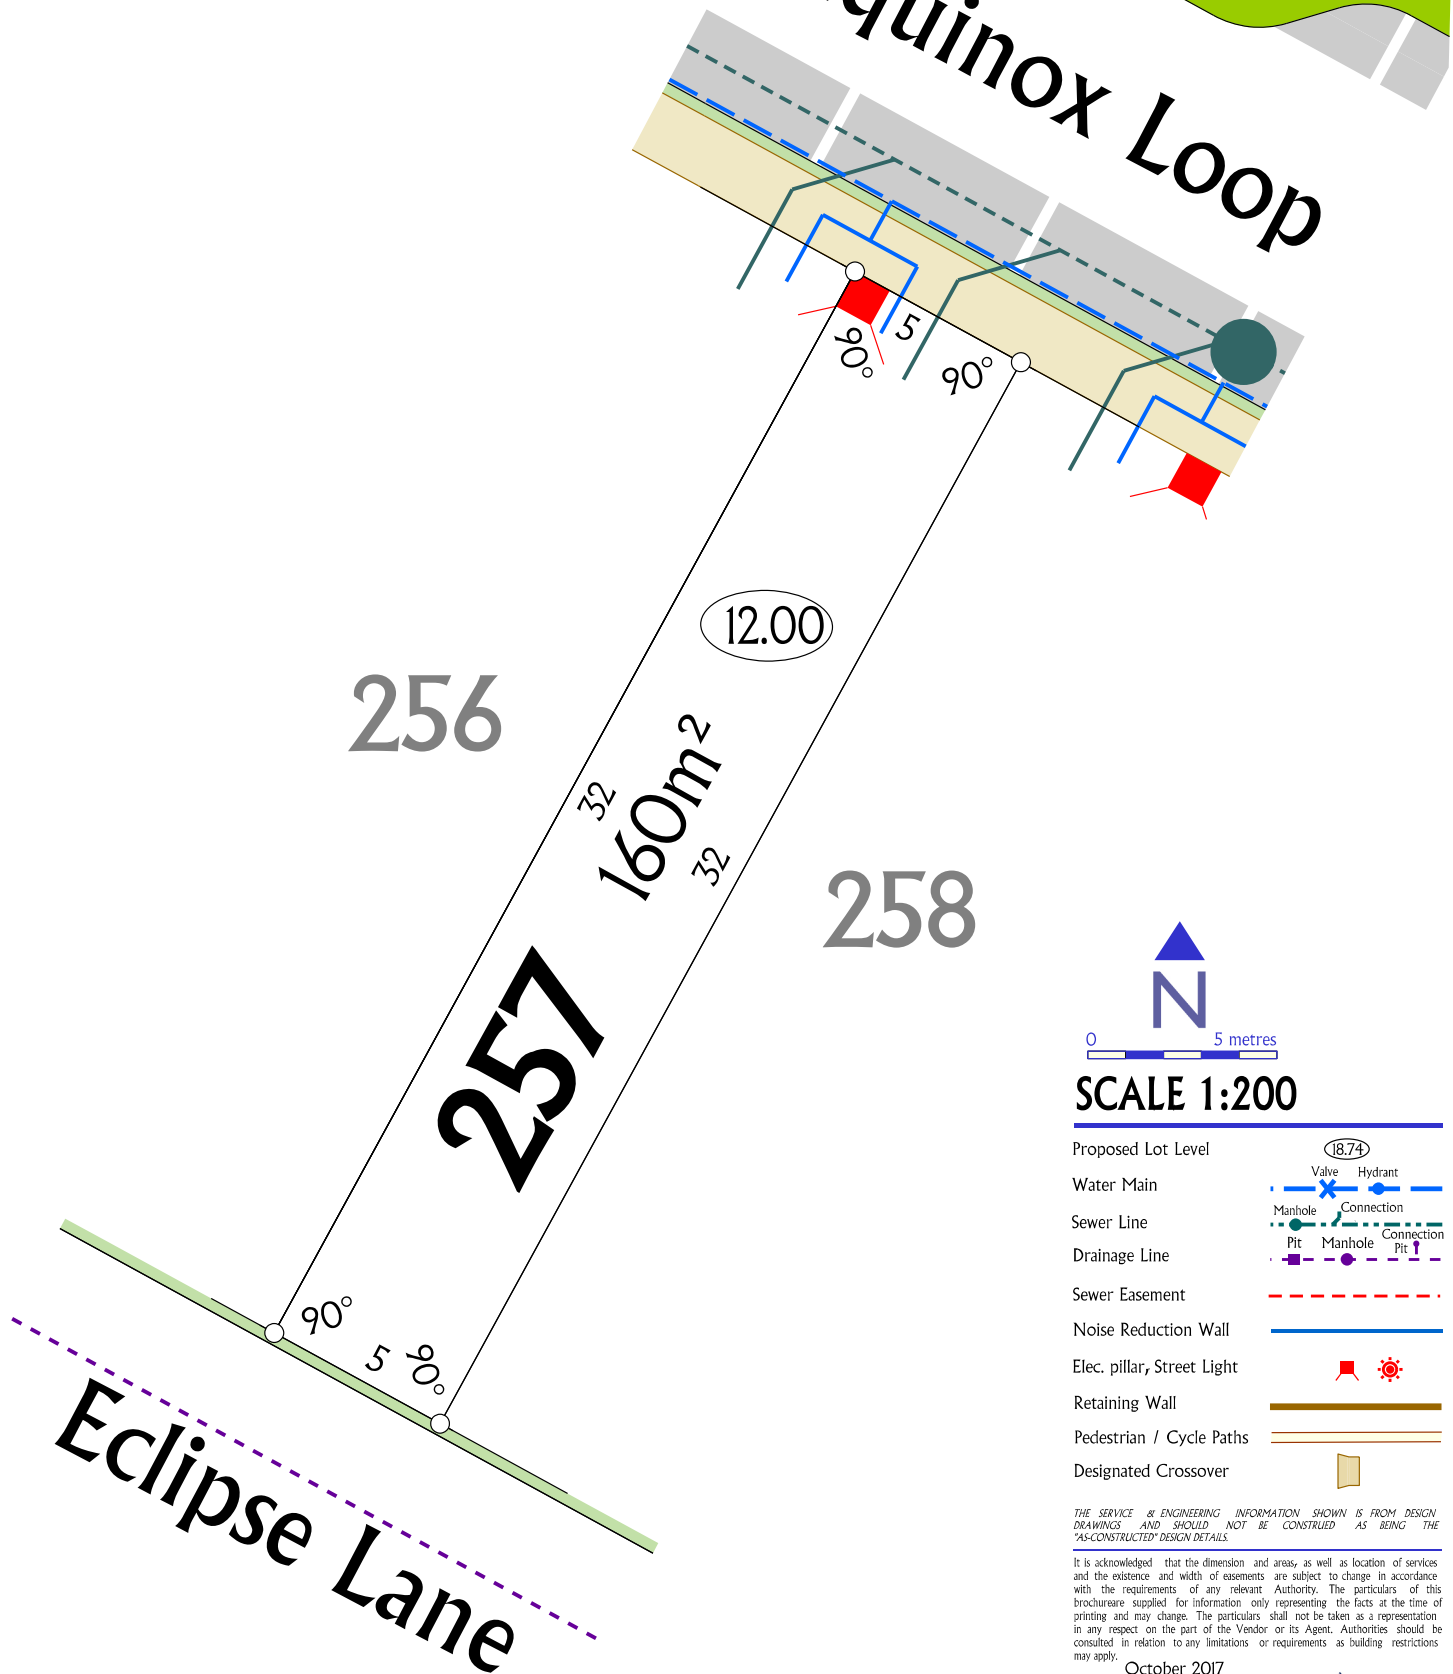 quinox Loop
90°
5
90°
12.00
256
32
160m²
32
258
257
90°
5
90°
Eclipse Lane
N
0 5 metres
SCALE 1:200
Proposed Lot Level 18.74
Valve Hydrant
Water Main
Manhole Connection
Sewer Line
Pit Manhole Connection Pit
Drainage Line
Sewer Easement
Noise Reduction Wall
Elec. pillar, Street Light
Retaining Wall
Pedestrian / Cycle Paths
Designated Crossover
THE SERVICE & ENGINEERING INFORMATION SHOWN IS FROM DESIGN
DRAWINGS AND SHOULD NOT BE CONSTRUED AS BEING THE
"AS-CONSTRUCTED" DESIGN DETAILS.
It is acknowledged that the dimension and areas, as well as location of services
and the existence and width of easements are subject to change in accordance
with the requirements of any relevant Authority. The particulars of this
brochureare supplied for information only representing the facts at the time of
printing and may change. The particulars shall not be taken as a representation
in any respect on the part of the Vendor or its Agent. Authorities should be
consulted in relation to any limitations or requirements as building restrictions
may apply.
October 2017